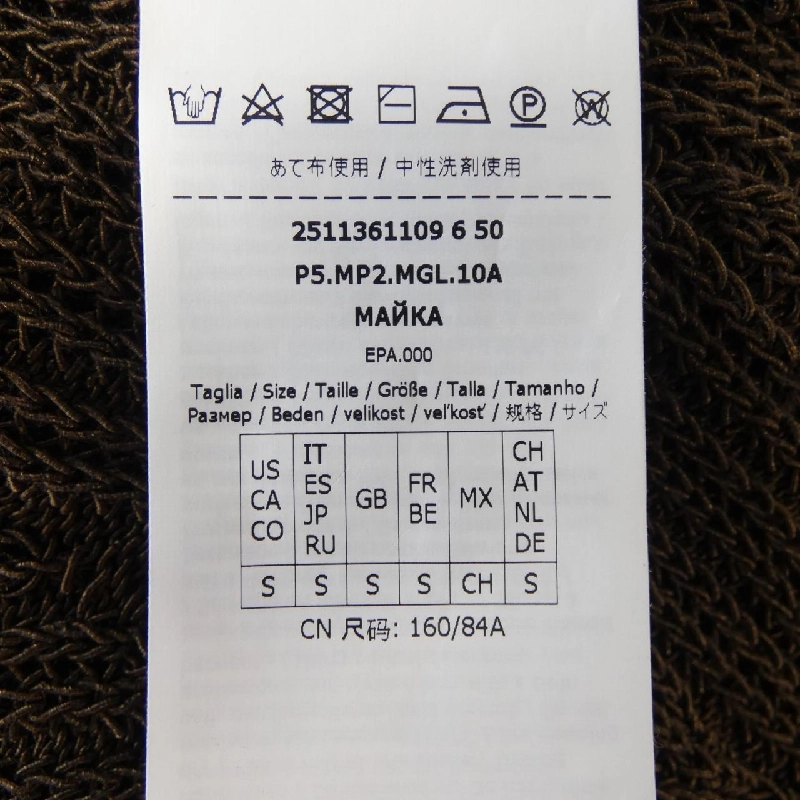 P W
あて布使用 / 中性洗剤使用
2511361109 6 50
P5.MP2.MGL.10A
МАЙКА
EPA.000
Taglia / Size / Taille / Größe / Talla / Tamanho /
Размер / Beden / velikost / veľkosť / 规格 / サイズ
US CA CO IT ES JP RU GB FR BE MX CH AT NL DE
S S S S CH S
CN 尺码: 160/84A